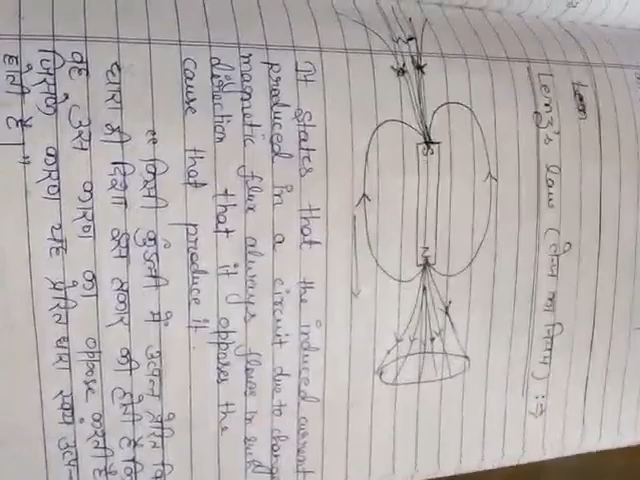 Len
Lenz's law (लेन्ज का नियम) :⇒
S
N
It states that the induced current
produced in a circuit due to change
magnetic flux always flows in such
direction that it opposes the
cause that produce it.
"किसी कुंडली में उत्पन्न प्रेरित वि
धारा की दिशा इस प्रकार की होती है कि
वह उस कारण का oppose करती है
जिसके कारण यह प्रेरित धारा स्वयं उत्प-
होती है।"